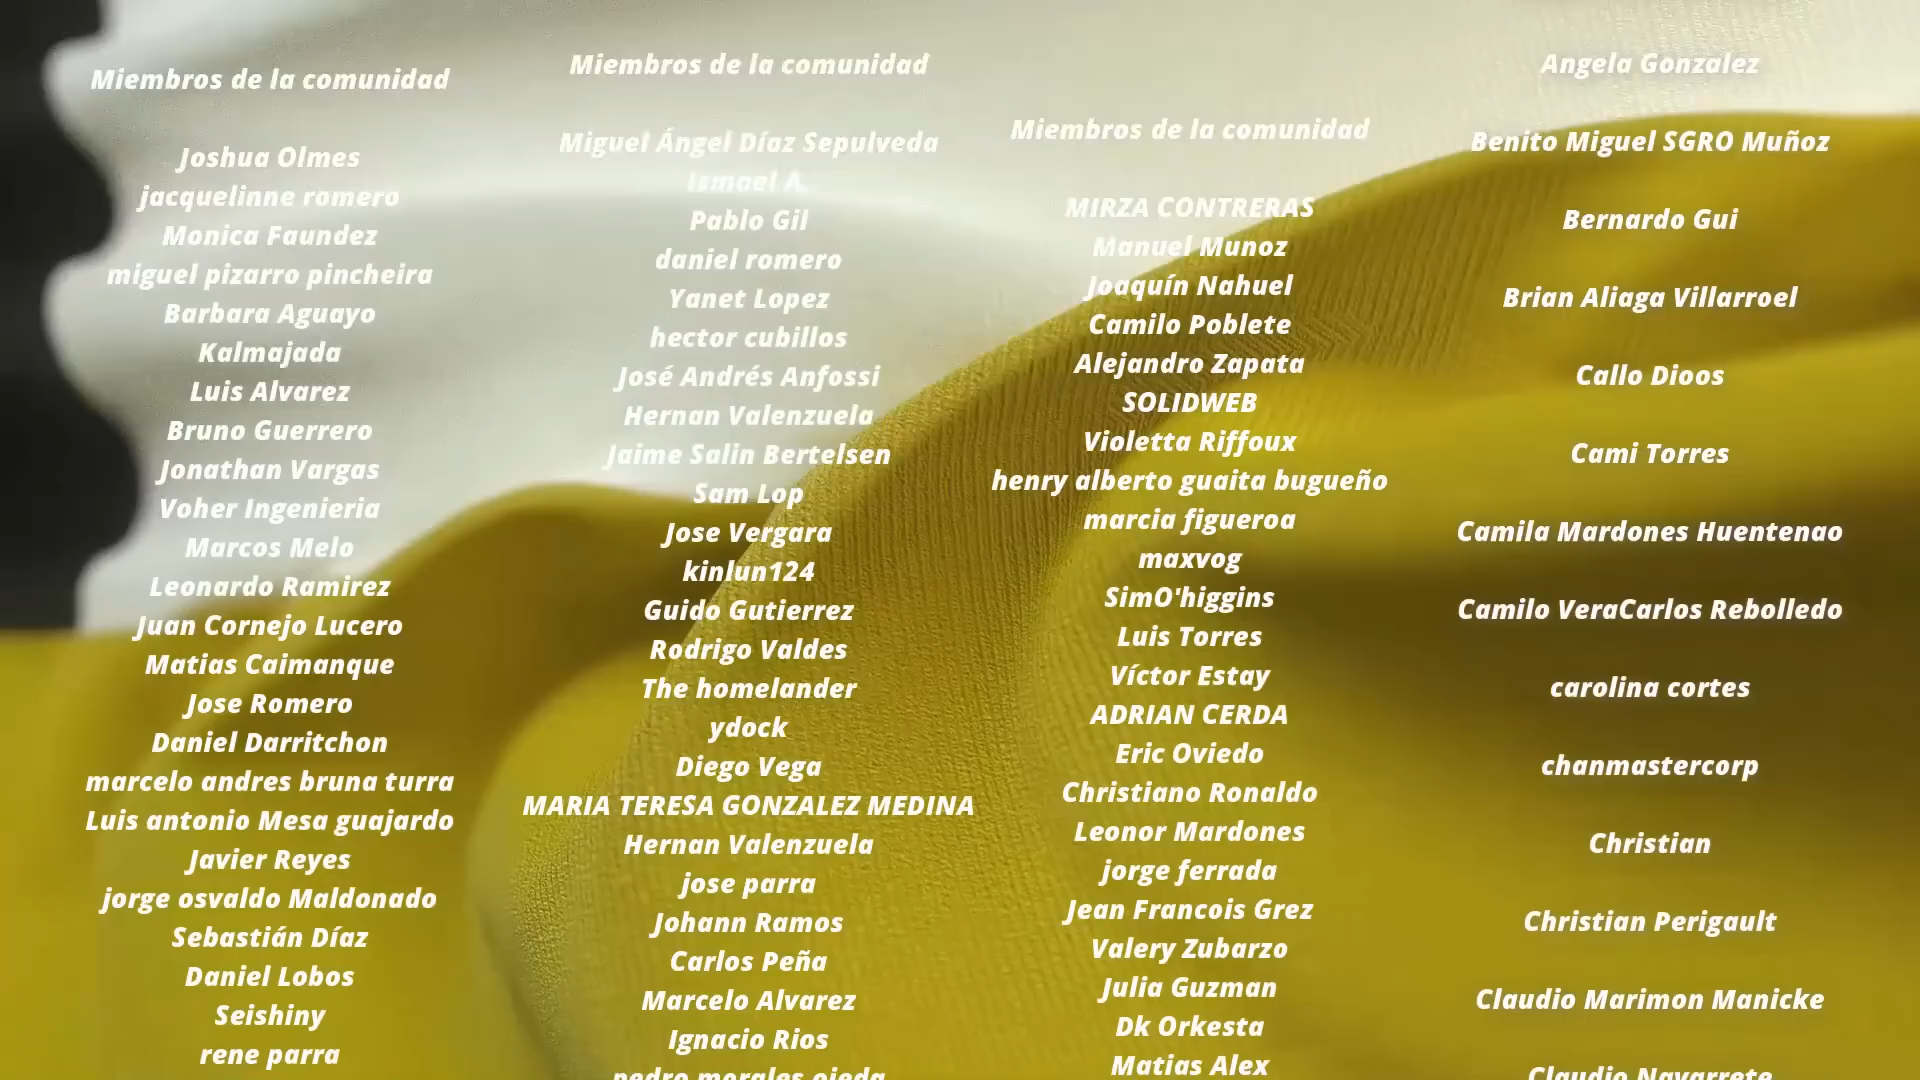 Miembros de la comunidad
Joshua Olmes
jacquelinne romero
Monica Faundez
miguel pizarro pincheira
Barbara Aguayo
Kalmajada
Luis Alvarez
Bruno Guerrero
Jonathan Vargas
Voher Ingenieria
Marcos Melo
Leonardo Ramirez
Juan Cornejo Lucero
Matias Caimanque
Jose Romero
Daniel Darritchon
marcelo andres bruna turra
Luis antonio Mesa guajardo
Javier Reyes
jorge osvaldo Maldonado
Sebastián Díaz
Daniel Lobos
Seishiny
rene parra
Miembros de la comunidad
Miguel Ángel Díaz Sepulveda
Ismael A.
Pablo Gil
daniel romero
Yanet Lopez
hector cubillos
José Andrés Anfossi
Hernan Valenzuela
Jaime Salin Bertelsen
Sam Lop
Jose Vergara
kinlun124
Guido Gutierrez
Rodrigo Valdes
The homelander
ydock
Diego Vega
MARIA TERESA GONZALEZ MEDINA
Hernan Valenzuela
jose parra
Johann Ramos
Carlos Peña
Marcelo Alvarez
Ignacio Rios
pedro morales ojeda
Miembros de la comunidad
MIRZA CONTRERAS
Manuel Munoz
Joaquín Nahuel
Camilo Poblete
Alejandro Zapata
SOLIDWEB
Violetta Riffoux
henry alberto guaita bugueño
marcia figueroa
maxvog
SimO'higgins
Luis Torres
Víctor Estay
ADRIAN CERDA
Eric Oviedo
Christiano Ronaldo
Leonor Mardones
jorge ferrada
Jean Francois Grez
Valery Zubarzo
Julia Guzman
Dk Orkesta
Matias Alex
Angela Gonzalez
Benito Miguel SGRO Muñoz
Bernardo Gui
Brian Aliaga Villarroel
Callo Dioos
Cami Torres
Camila Mardones Huentenao
Camilo VeraCarlos Rebolledo
carolina cortes
chanmastercorp
Christian
Christian Perigault
Claudio Marimon Manicke
Claudio Navarrete